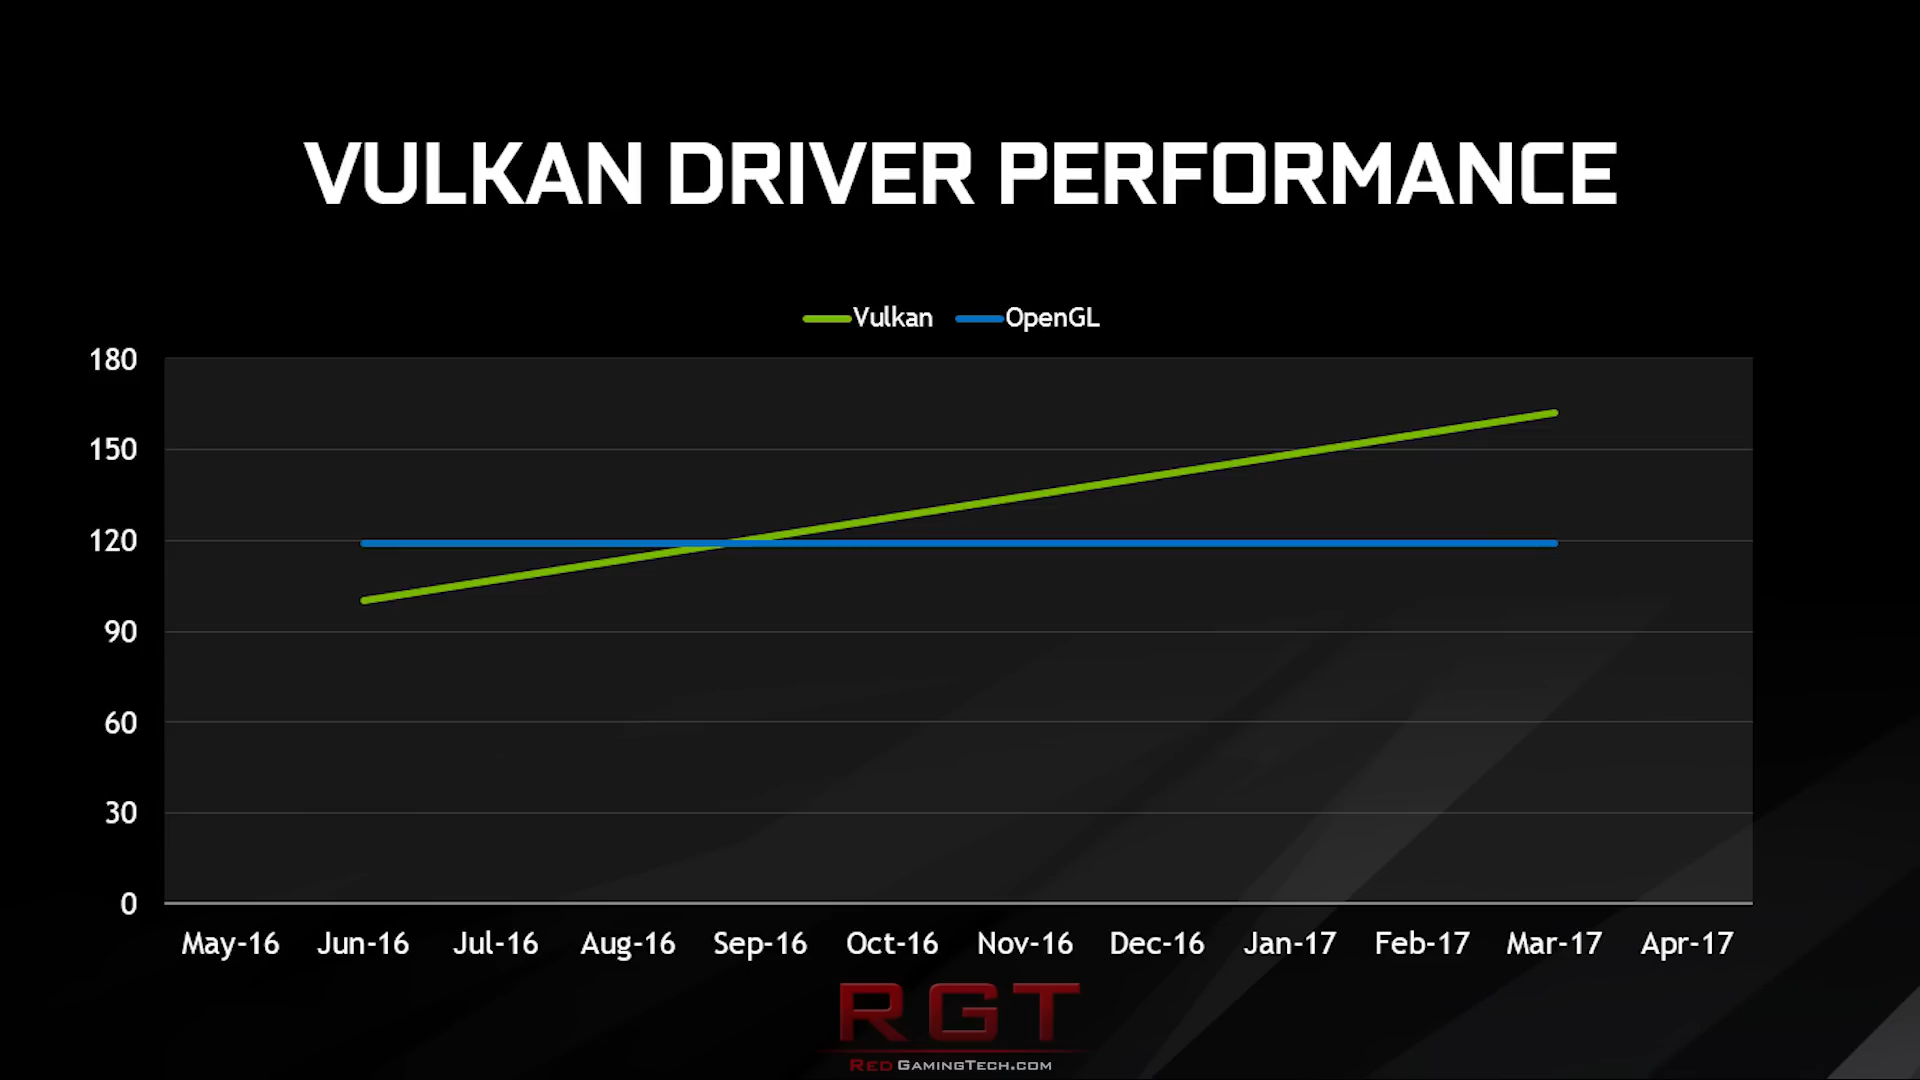 VULKAN DRIVER PERFORMANCE
Vulkan OpenGL
180
150
120
90
60
30
0
May-16 Jun-16 Jul-16 Aug-16 Sep-16 Oct-16 Nov-16 Dec-16 Jan-17 Feb-17 Mar-17 Apr-17
RGT
RED GAMINGTECH.COM